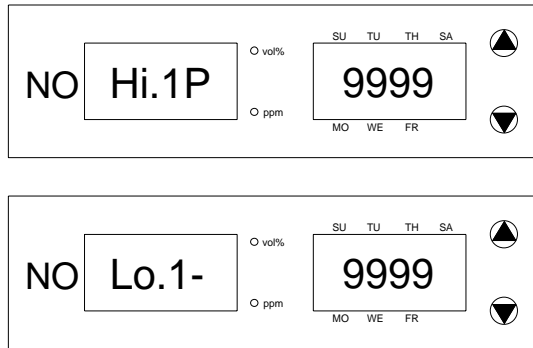 SU TU TH SA
vol%
NO Hi.1P 9999
ppm
MO WE FR
SU TU TH SA
vol%
NO Lo.1- 9999
ppm
MO WE FR